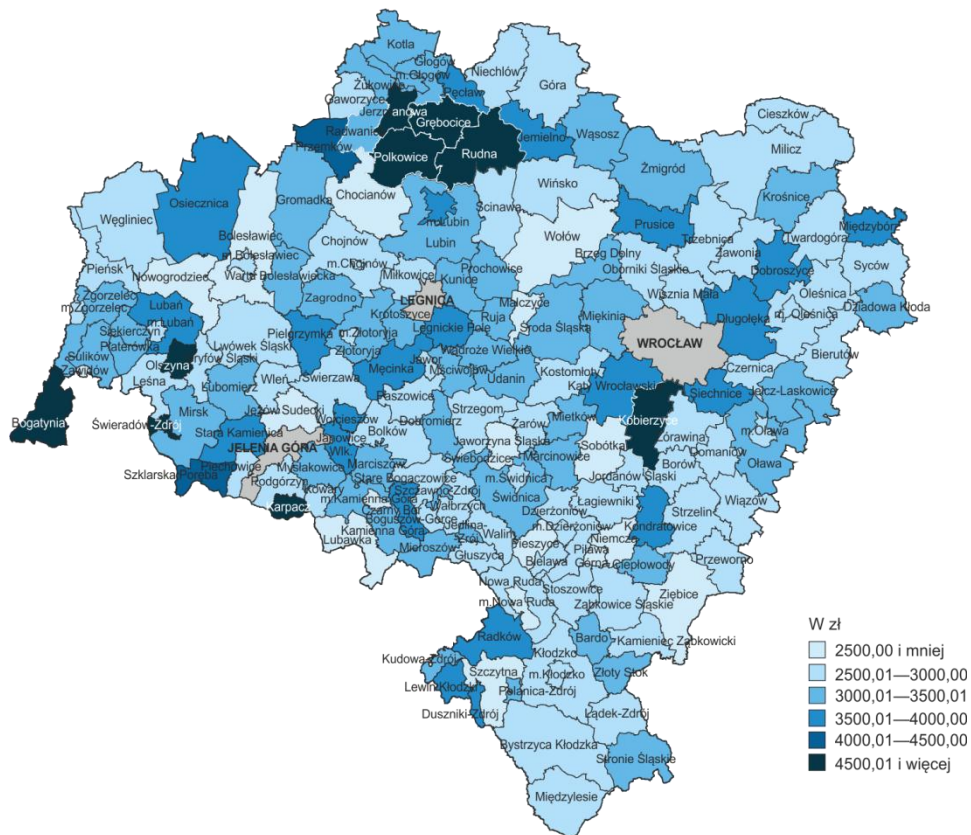 Kotla
Głogów
m.Głogów
Żukowice
Pęcław
Niechlów
Góra
Gaworzyce
Jerzmanowa
Grębocice
Radwanice
Przemków
Polkowice
Rudna
Jemielno
Wąsosz
Cieszków
Milicz
Żmigród
Krośnice
Międzybórz
Osiecznica
Węgliniec
Gromadka
Chocianów
Ścinawa
Wińsko
Prusice
Trzebnica
Twardogóra
Zawonia
Syców
Bolesławiec
m.Bolesławiec
Chojnów
m.Chojnów
m.Lubin
Lubin
Wołów
Brzeg Dolny
Oborniki Śląskie
Dobroszyce
Pieńsk
Nowogrodziec
Warta Bolesławiecka
Miłkowice
Kunice
Prochowice
Wisznia Mała
Oleśnica
m. Oleśnica
Dziadowa Kłoda
Zgorzelec
m.Zgorzelec
Lubań
m.Lubań
Zagrodno
LEGNICA
Krotoszyce
Malczyce
Ruja
Środa Śląska
Miękinia
Długołęka
Siekierczyn
Platerówka
Pielgrzymka
m.Złotoryja
Złotoryja
Legnickie Pole
WROCŁAW
Bierutów
Sulików
Zawidów
Olszyna
Gryfów Śląski
Lwówek Śląski
Jawor
Męcinka
Mściwojów
Wądroże Wielkie
Udanin
Kostomłoty
Kąty Wrocławskie
Czernica
Siechnice
Jelcz-Laskowice
Leśna
Lubomierz
Wleń
Świerzawa
Paszowice
Bogatynia
Świeradów-Zdrój
Mirsk
Stara Kamienica
Jeżów Sudecki
Wojcieszów
Bolków
Dobromierz
Strzegom
Żarów
Mietków
Kobierzyce
Żórawina
m.Oława
Oława
Domaniów
JELENIA GÓRA
Janowice Wlk.
Jaworzyna Śląska
Sobótka
Świebodzice
Marcinowice
Borów
Szklarska Poręba
Piechowice
Mysłakowice
Podgórzyn
Marciszów
Stare Bogaczowice
m.Świdnica
Świdnica
Jordanów Śląski
Łagiewniki
Wiązów
Strzelin
Karpacz
Kowary
m.Kamienna Góra
Czarny Bór
Szczawno-Zdrój
Wałbrzych
Boguszów-Gorce
Kamienna Góra
Lubawka
Mieroszów
Jedlina-Zdrój
Walim
Głuszyca
Dzierżoniów
m.Dzierżoniów
Pieszyce
Bielawa
Niemcza
Piława Górna
Kondratowice
Ciepłowody
Przeworno
Ziębice
Nowa Ruda
m.Nowa Ruda
Stoszowice
Ząbkowice Śląskie
Kamieniec Ząbkowicki
Bardo
Radków
Kłodzko
m.Kłodzko
Złoty Stok
Kudowa-Zdrój
Szczytna
Lewin Kłodzki
Polanica-Zdrój
Duszniki-Zdrój
Lądek-Zdrój
Bystrzyca Kłodzka
Stronie Śląskie
Międzylesie
W zł
2500,00 i mniej
2500,01—3000,00
3000,01—3500,01
3500,01—4000,00
4000,01—4500,00
4500,01 i więcej